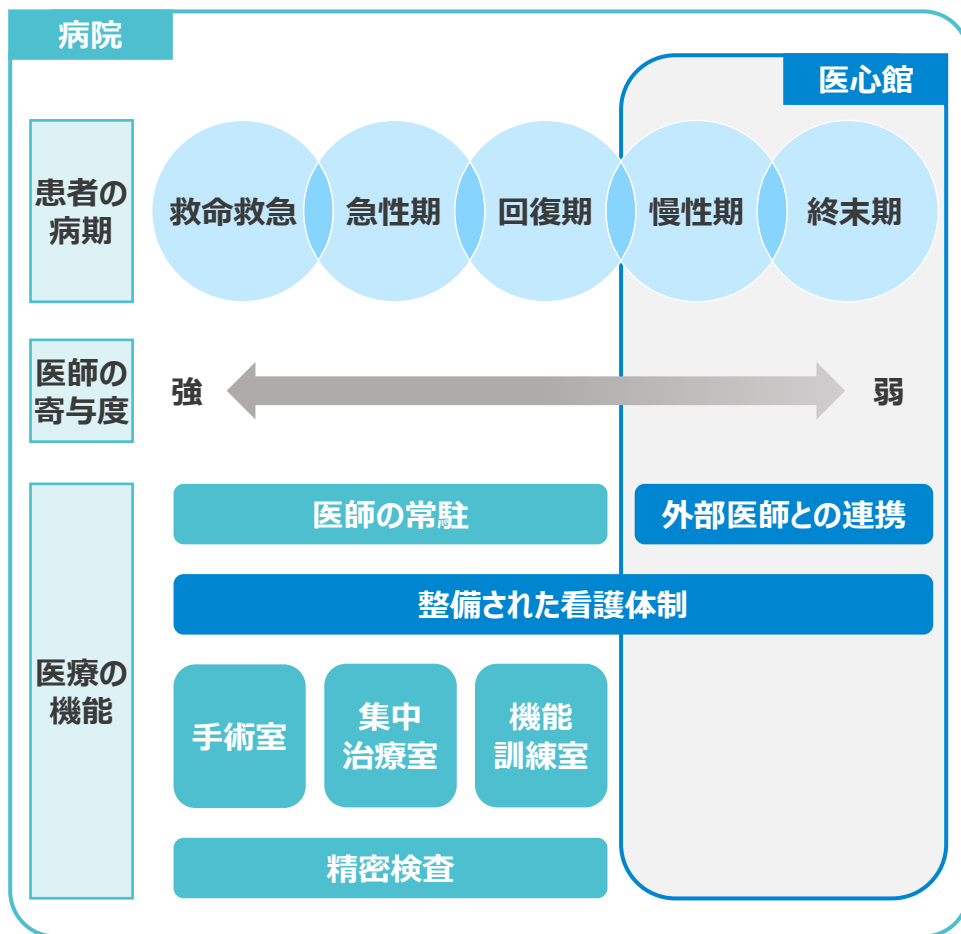 病院
医心館
患者の
病期
救命救急
急性期
回復期
慢性期
終末期
医師の
寄与度
強
弱
医療の
機能
医師の常駐
外部医師との連携
整備された看護体制
手術室
集中
治療室
機能
訓練室
精密検査